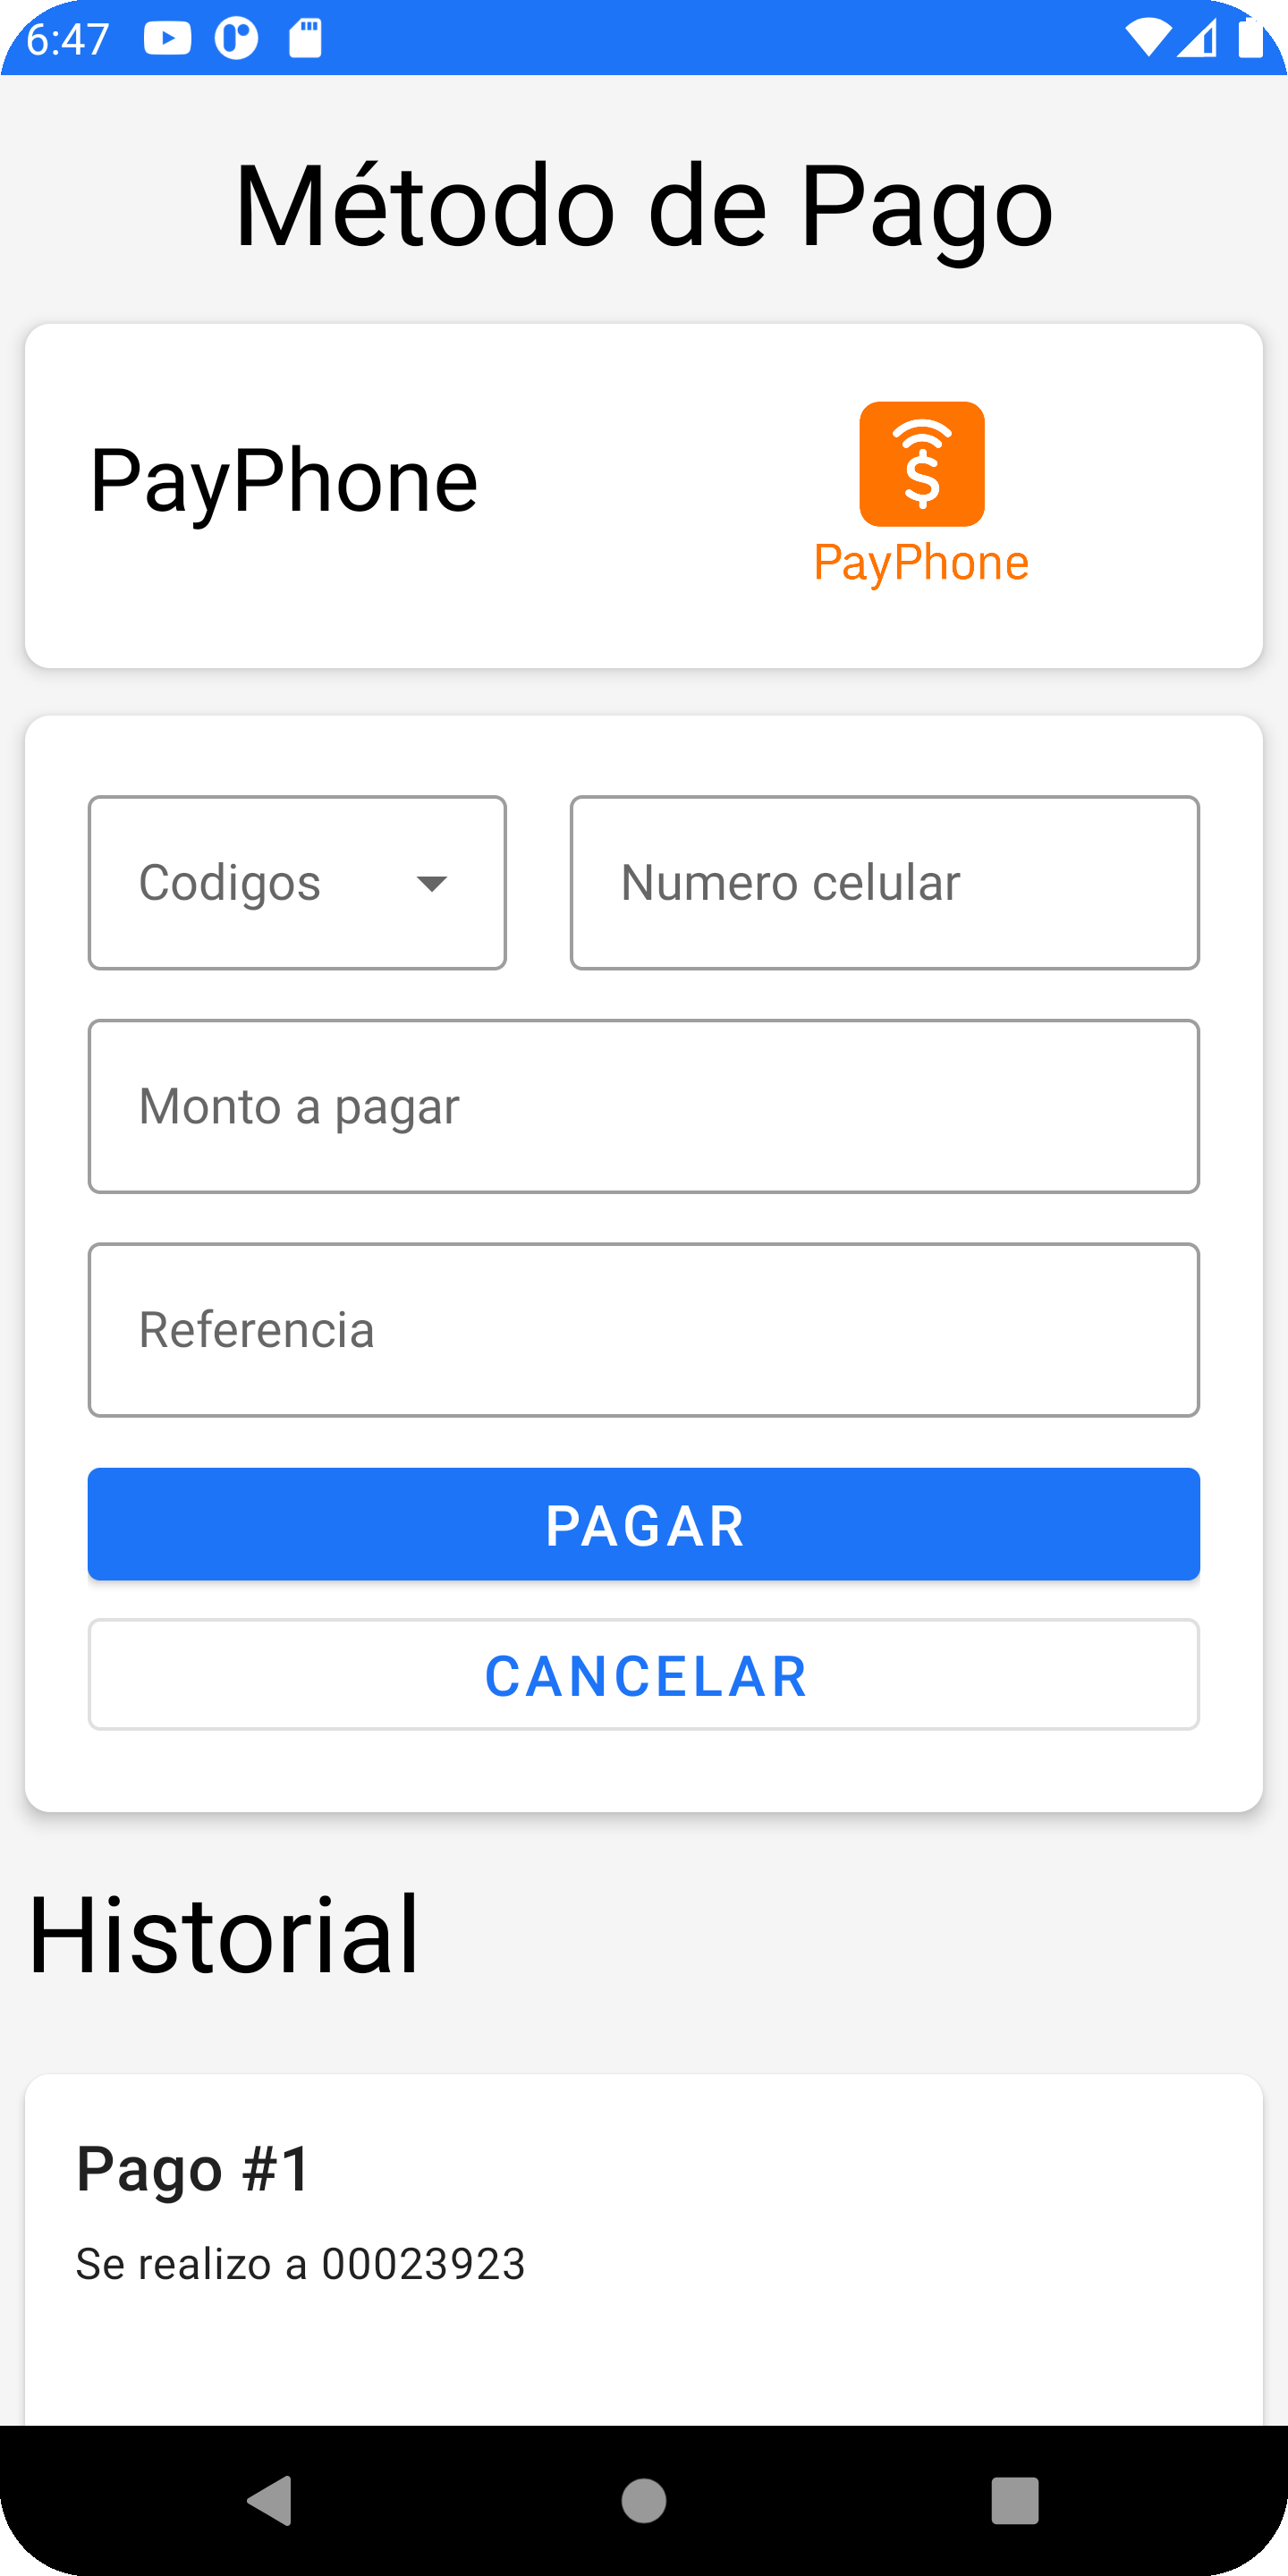 6:47
Método de Pago
PayPhone
PayPhone
Codigos
Numero celular
Monto a pagar
Referencia
PAGAR
CANCELAR
Historial
Pago #1
Se realizo a 00023923